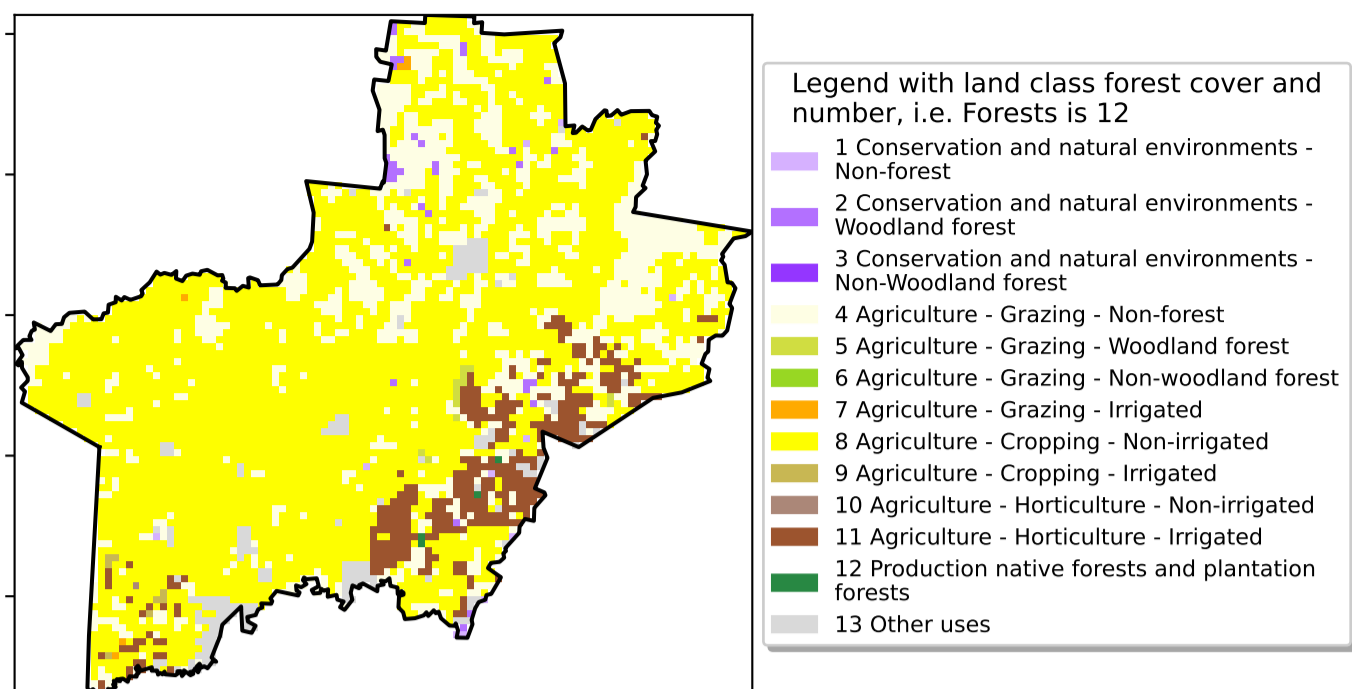 Legend with land class forest cover and
number, i.e. Forests is 12
1 Conservation and natural environments -
Non-forest
2 Conservation and natural environments -
Woodland forest
3 Conservation and natural environments -
Non-Woodland forest
4 Agriculture - Grazing - Non-forest
5 Agriculture - Grazing - Woodland forest
6 Agriculture - Grazing - Non-woodland forest
7 Agriculture - Grazing - Irrigated
8 Agriculture - Cropping - Non-irrigated
9 Agriculture - Cropping - Irrigated
10 Agriculture - Horticulture - Non-irrigated
11 Agriculture - Horticulture - Irrigated
12 Production native forests and plantation
forests
13 Other uses